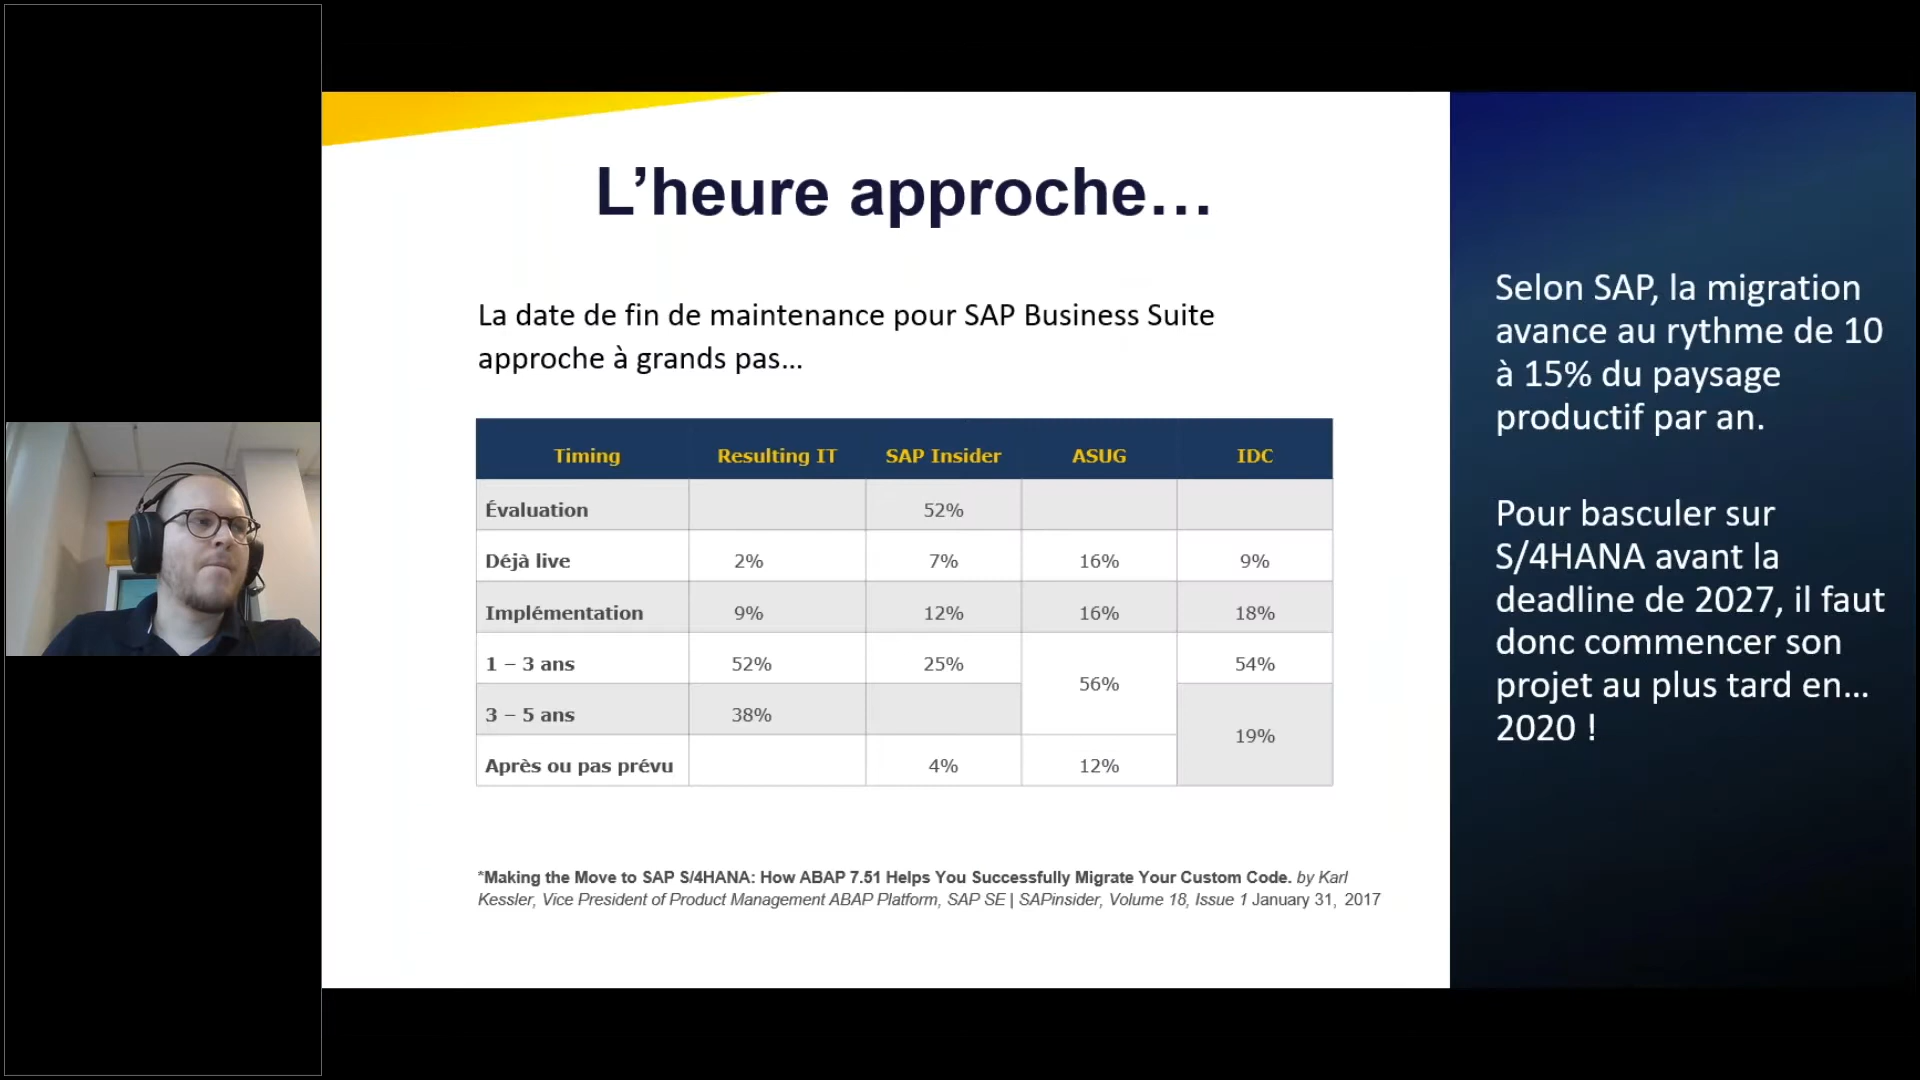 L’heure approche…
La date de fin de maintenance pour SAP Business Suite
approche à grands pas…
Timing Resulting IT SAP Insider ASUG IDC
Évaluation 52%
Déjà live 2% 7% 16% 9%
Implémentation 9% 12% 16% 18%
1 – 3 ans 52% 25% 56% 54%
3 – 5 ans 38% 19%
Après ou pas prévu 4% 12%
*Making the Move to SAP S/4HANA: How ABAP 7.51 Helps You Successfully Migrate Your Custom Code. by Karl
Kessler, Vice President of Product Management ABAP Platform, SAP SE | SAPinsider, Volume 18, Issue 1 January 31, 2017
Selon SAP, la migration
avance au rythme de 10
à 15% du paysage
productif par an.
Pour basculer sur
S/4HANA avant la
deadline de 2027, il faut
donc commencer son
projet au plus tard en…
2020 !